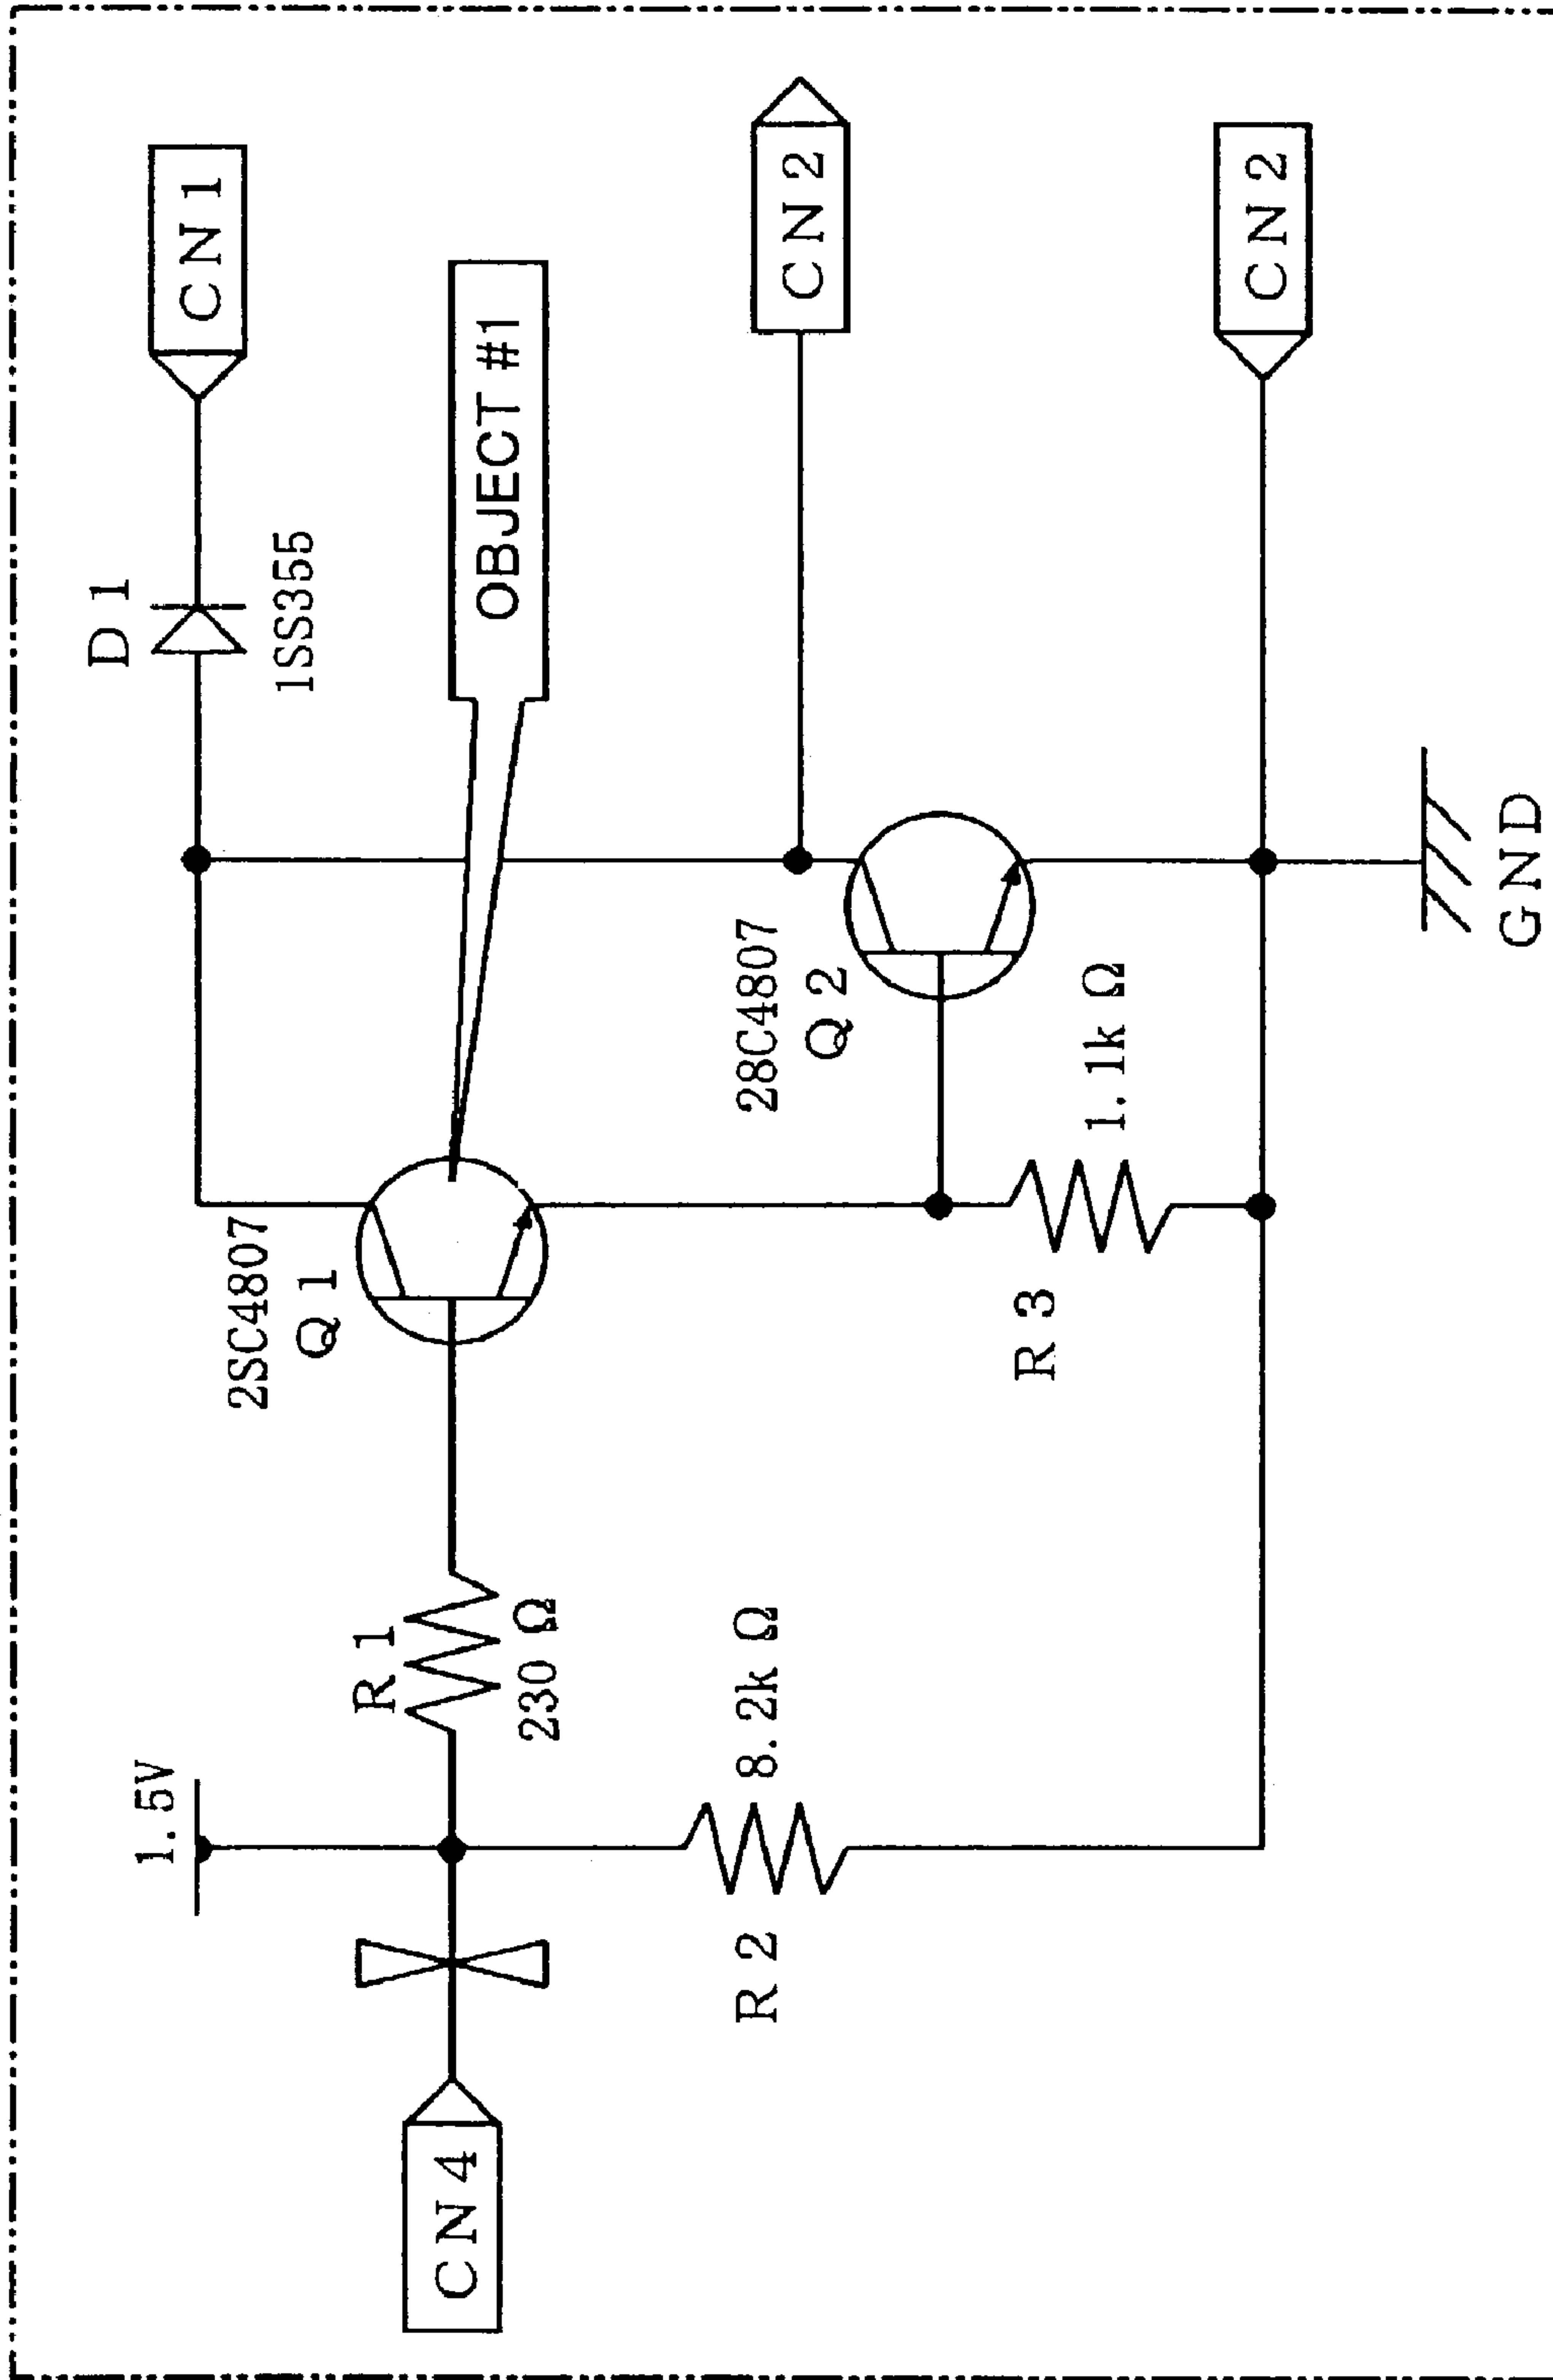 1.5V
CN4
R1
230 Ω
R2
8.2k Ω
2SC4807
Q1
D1
1SS355
CN1
OBJECT #1
28C4807
Q2
CN2
R3
1.1k Ω
CN2
GND